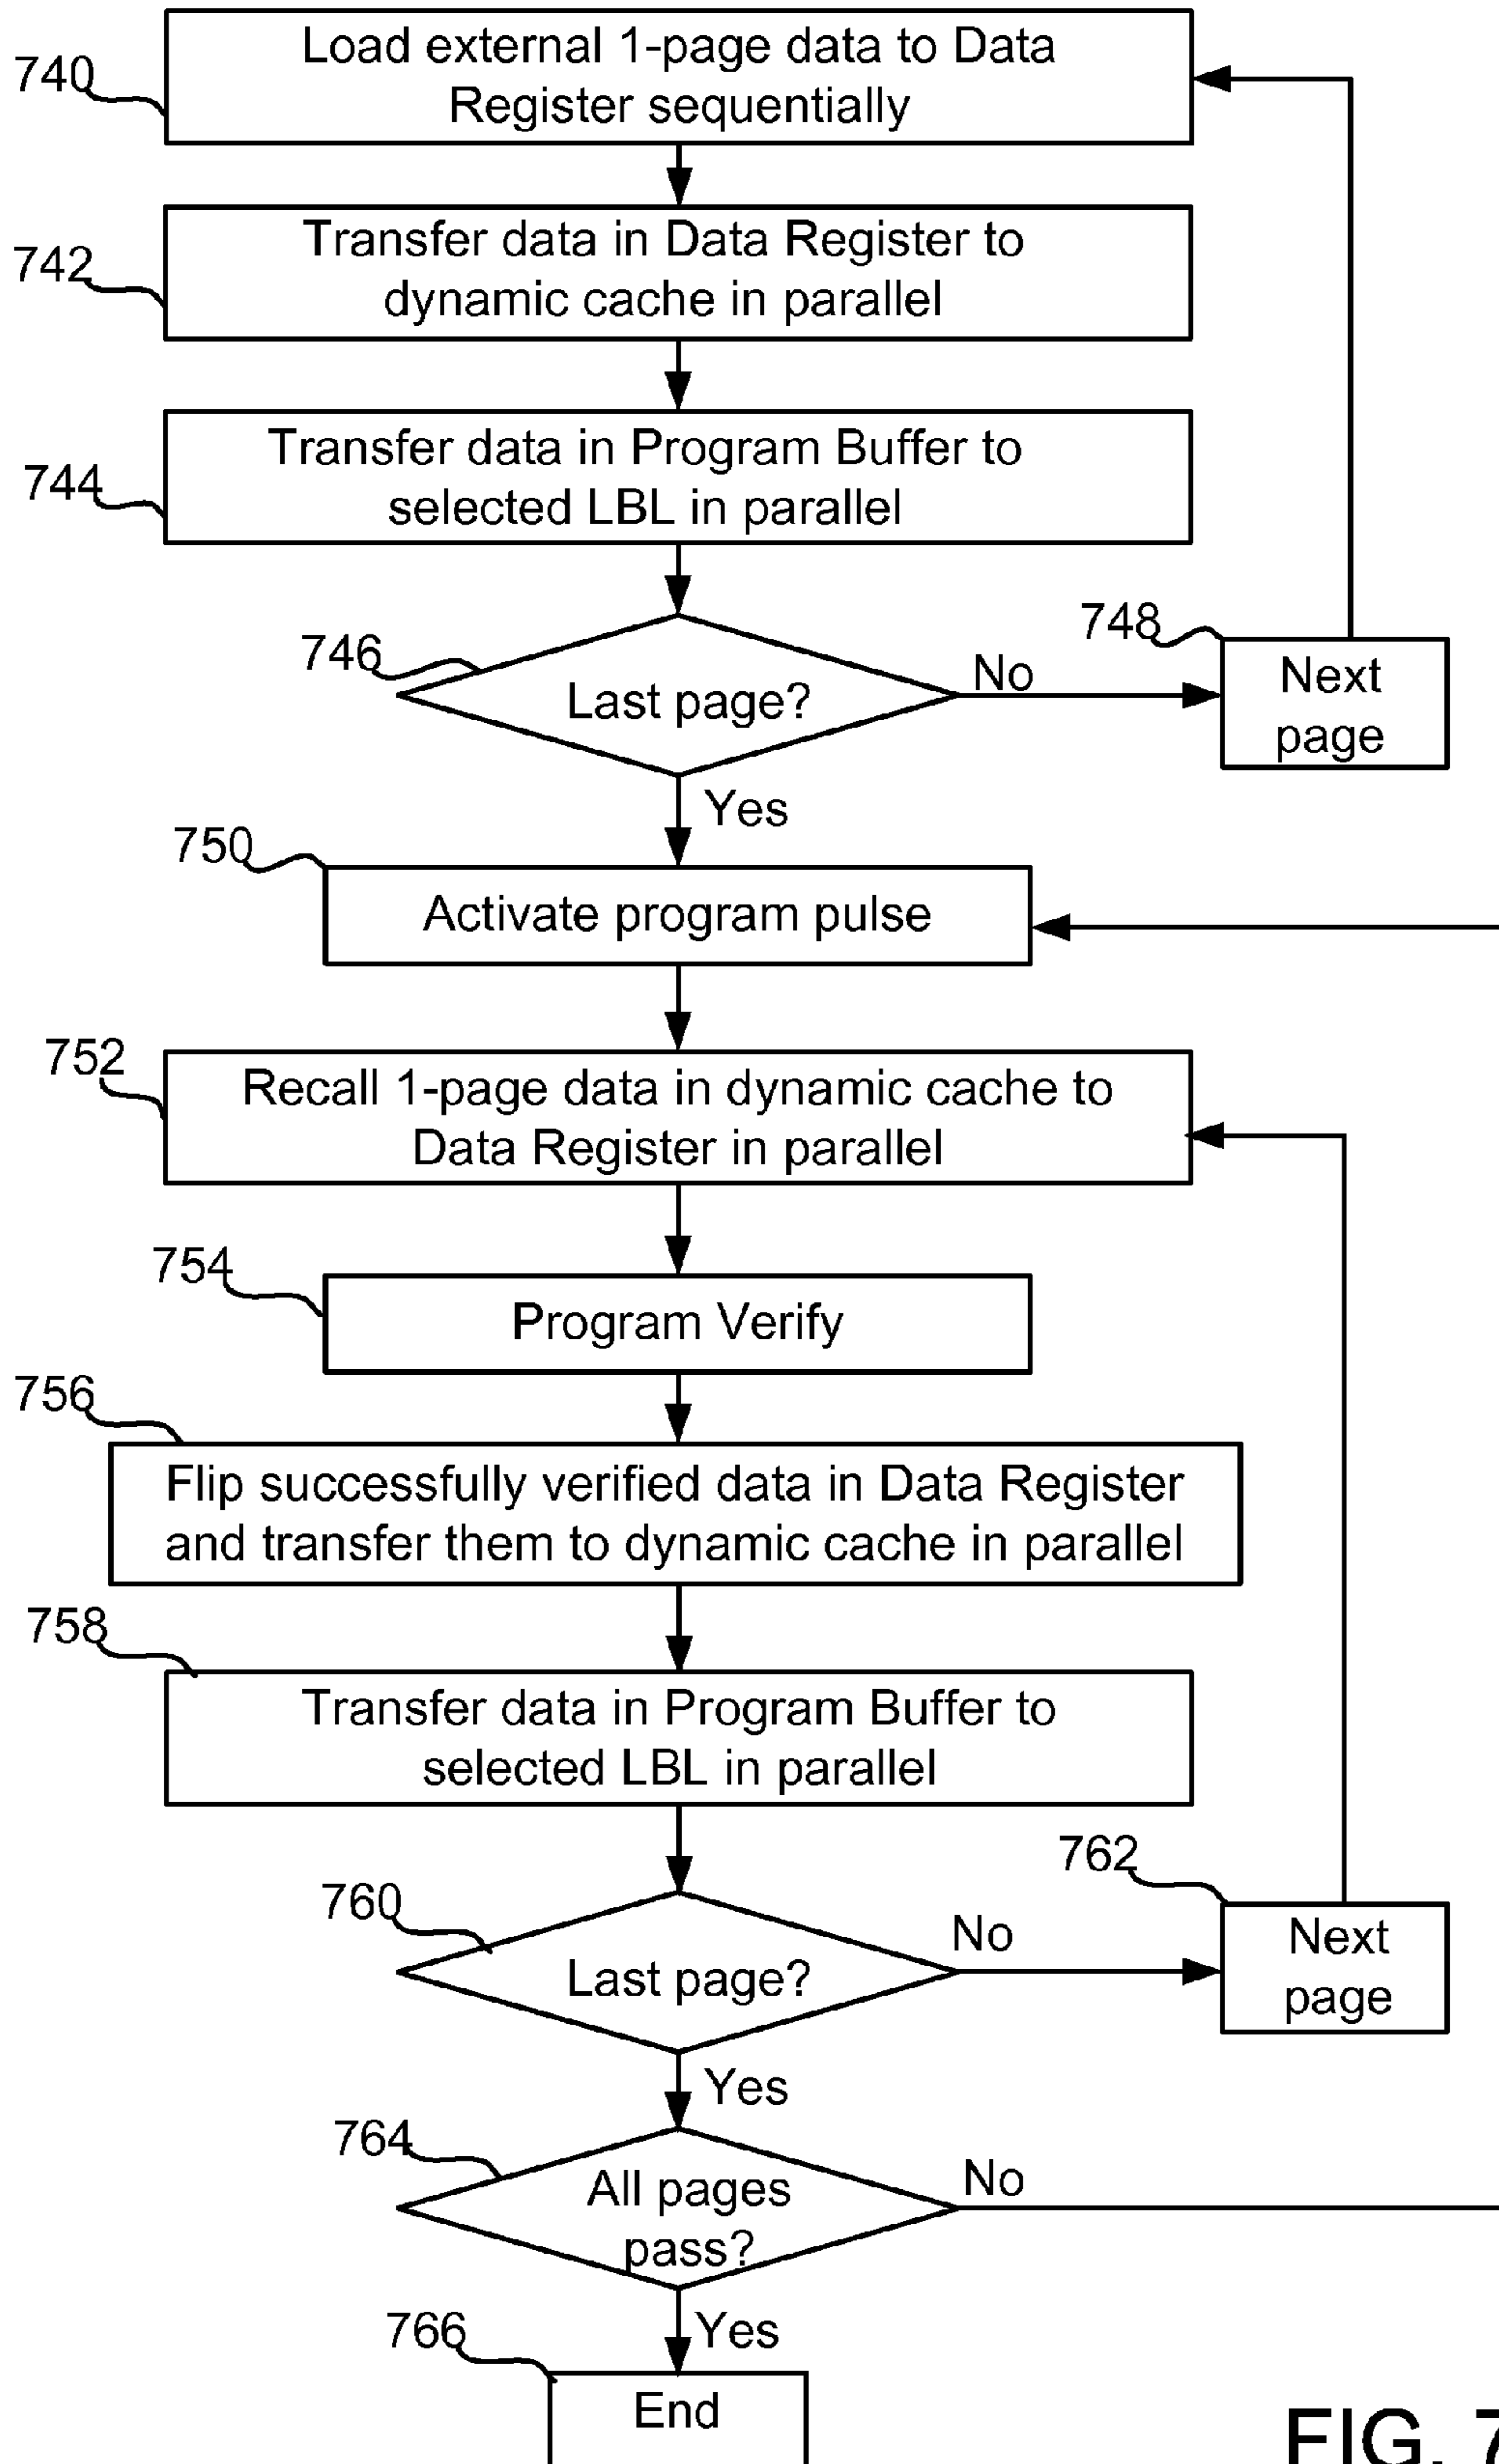 740
Load external 1-page data to Data
Register sequentially
742
Transfer data in Data Register to
dynamic cache in parallel
744
Transfer data in Program Buffer to
selected LBL in parallel
746
Last page?
No
748
Next
page
Yes
750
Activate program pulse
752
Recall 1-page data in dynamic cache to
Data Register in parallel
754
Program Verify
756
Flip successfully verified data in Data Register
and transfer them to dynamic cache in parallel
758
Transfer data in Program Buffer to
selected LBL in parallel
760
Last page?
No
762
Next
page
Yes
764
All pages
pass?
No
Yes
766
End
FIG. 7